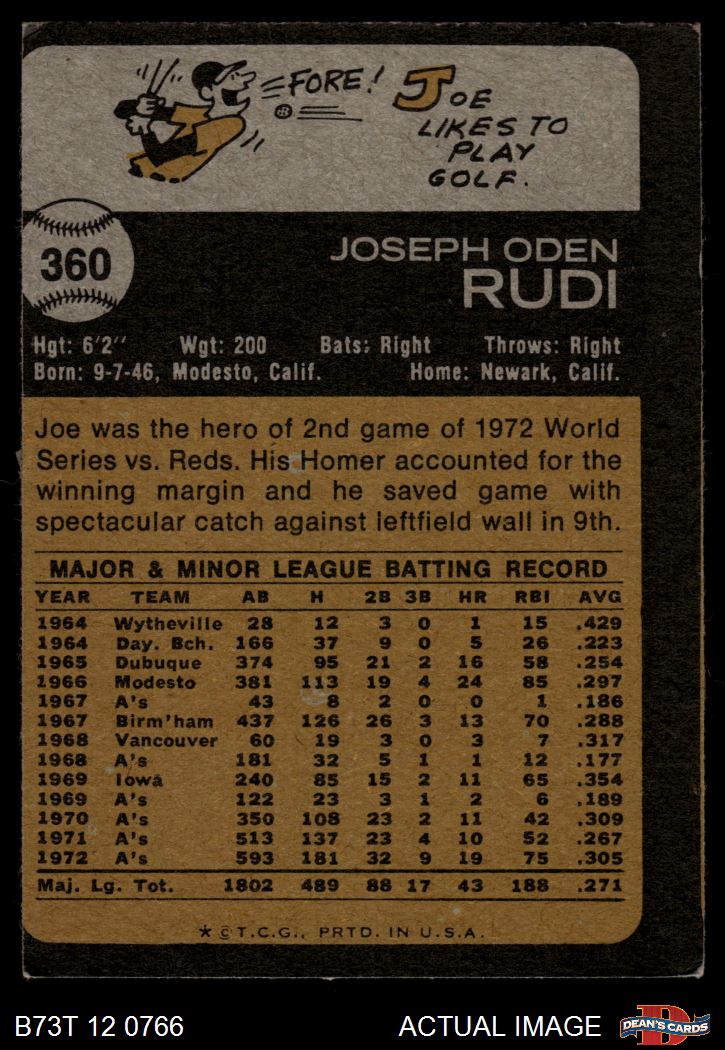 FORE!
JOE
LIKES TO
PLAY
GOLF.
360
JOSEPH ODEN
RUDI
Hgt: 6'2" Wgt: 200 Bats: Right Throws: Right
Born: 9-7-46, Modesto, Calif. Home: Newark, Calif.
Joe was the hero of 2nd game of 1972 World
Series vs. Reds. His Homer accounted for the
winning margin and he saved game with
spectacular catch against leftfield wall in 9th.
MAJOR & MINOR LEAGUE BATTING RECORD
YEAR TEAM AB H 2B 3B HR RBI AVG
1964 Wytheville 28 12 3 0 1 15 .429
1964 Day. Bch. 166 37 9 0 5 26 .223
1965 Dubuque 374 95 21 2 16 58 .254
1966 Modesto 381 113 19 4 24 85 .297
1967 A's 43 8 2 0 0 1 .186
1967 Birm'ham 437 126 26 3 13 70 .288
1968 Vancouver 60 19 3 0 3 7 .317
1968 A's 181 32 5 1 1 12 .177
1969 Iowa 240 85 15 2 11 65 .354
1969 A's 122 23 3 1 2 6 .189
1970 A's 350 108 23 2 11 42 .309
1971 A's 513 137 23 4 10 52 .267
1972 A's 593 181 32 9 19 75 .305
Maj. Lg. Tot. 1802 489 88 17 43 188 .271
* © T.C.G., PRTD. IN U.S.A.
B73T 12 0766 ACTUAL IMAGE
D
DEAN'S CARDS